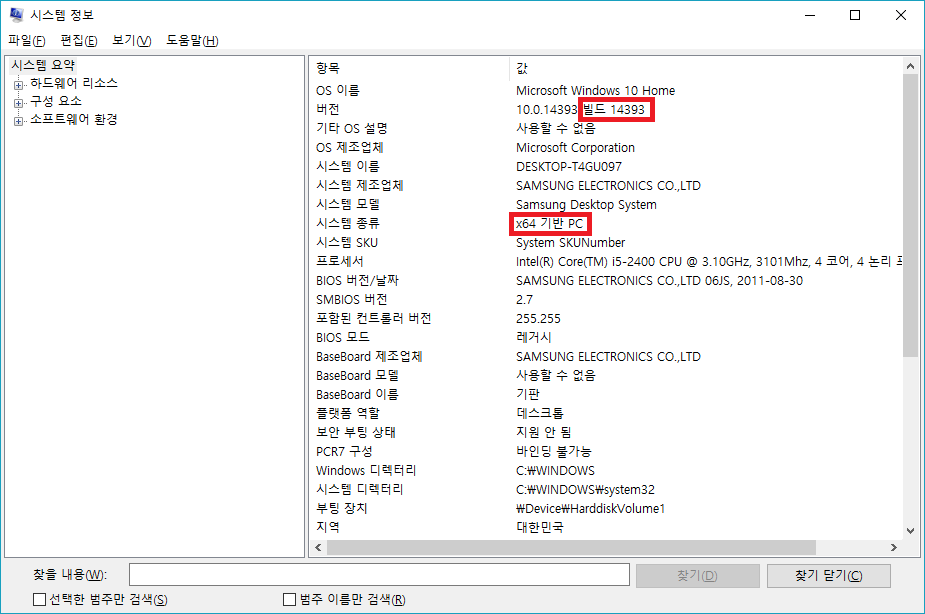 시스템 정보
파일(F) 편집(E) 보기(V) 도움말(H)
시스템 요약
하드웨어 리소스
구성 요소
소프트웨어 환경
항목 값
OS 이름 Microsoft Windows 10 Home
버전 10.0.14393 빌드 14393
기타 OS 설명 사용할 수 없음
OS 제조업체 Microsoft Corporation
시스템 이름 DESKTOP-T4GU097
시스템 제조업체 SAMSUNG ELECTRONICS CO.,LTD
시스템 모델 Samsung Desktop System
시스템 종류 x64 기반 PC
시스템 SKU System SKUNumber
프로세서 Intel(R) Core(TM) i5-2400 CPU @ 3.10GHz, 3101Mhz, 4 코어, 4 논리
BIOS 버전/날짜 SAMSUNG ELECTRONICS CO.,LTD 06JS, 2011-08-30
SMBIOS 버전 2.7
포함된 컨트롤러 버전 255.255
BIOS 모드 레거시
BaseBoard 제조업체 SAMSUNG ELECTRONICS CO.,LTD
BaseBoard 모델 사용할 수 없음
BaseBoard 이름 기판
플랫폼 역할 데스크톱
보안 부팅 상태 지원 안 됨
PCR7 구성 바인딩 불가능
Windows 디렉터리 C:₩WINDOWS
시스템 디렉터리 C:₩WINDOWS₩system32
부팅 장치 ₩Device₩HarddiskVolume1
지역 대한민국
찾을 내용(W): 찾기(D) 찾기 닫기(C)
선택한 범주만 검색(S) 범주 이름만 검색(R)